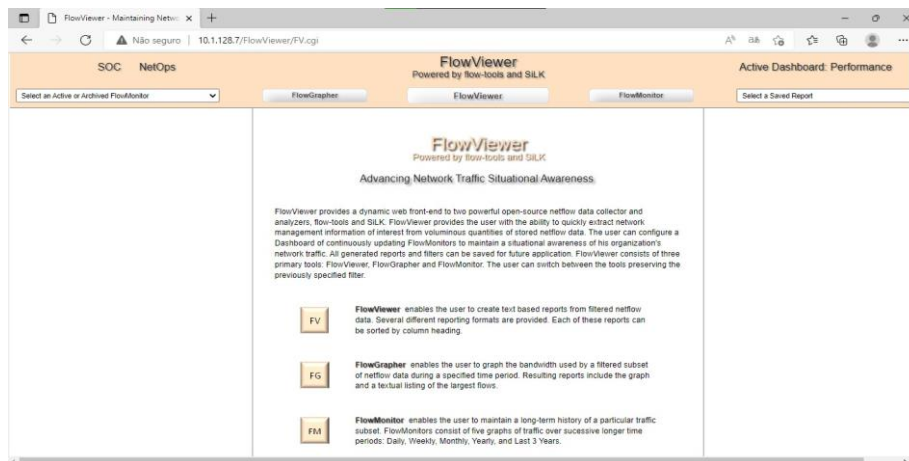 FlowViewer - Maintaining Netwo
Não seguro | 10.1.128.7/FlowViewer/FV.cgi
SOC NetOps
FlowViewer
Powered by flow-tools and SiLK
Active Dashboard: Performance
Select an Active or Archived FlowMonitor
FlowGrapher
FlowViewer
FlowMonitor
Select a Saved Report
FlowViewer
Powered by flow-tools and SiLK
Advancing Network Traffic Situational Awareness
FlowViewer provides a dynamic web front-end to two powerful open-source netflow data collector and
analyzers, flow-tools and SiLK. FlowViewer provides the user with the ability to quickly extract network
management information of interest from voluminous quantities of stored netflow data. The user can configure a
Dashboard of continuously updating FlowMonitors to maintain a situational awareness of his organization's
network traffic. All generated reports and filters can be saved for future application. FlowViewer consists of three
primary tools: FlowViewer, FlowGrapher and FlowMonitor. The user can switch between the tools preserving the
previously specified filter.
FV
FlowViewer enables the user to create text based reports from filtered netflow
data. Several different reporting formats are provided. Each of these reports can
be sorted by column heading.
FG
FlowGrapher enables the user to graph the bandwidth used by a filtered subset
of netflow data during a specified time period. Resulting reports include the graph
and a textual listing of the largest flows.
FM
FlowMonitor enables the user to maintain a long-term history of a particular traffic
subset. FlowMonitors consist of five graphs of traffic over sucessive longer time
periods: Daily, Weekly, Monthly, Yearly, and Last 3 Years.